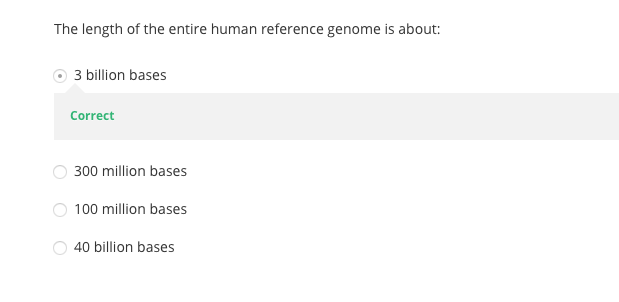 The length of the entire human reference genome is about:
3 billion bases
Correct
300 million bases
100 million bases
40 billion bases